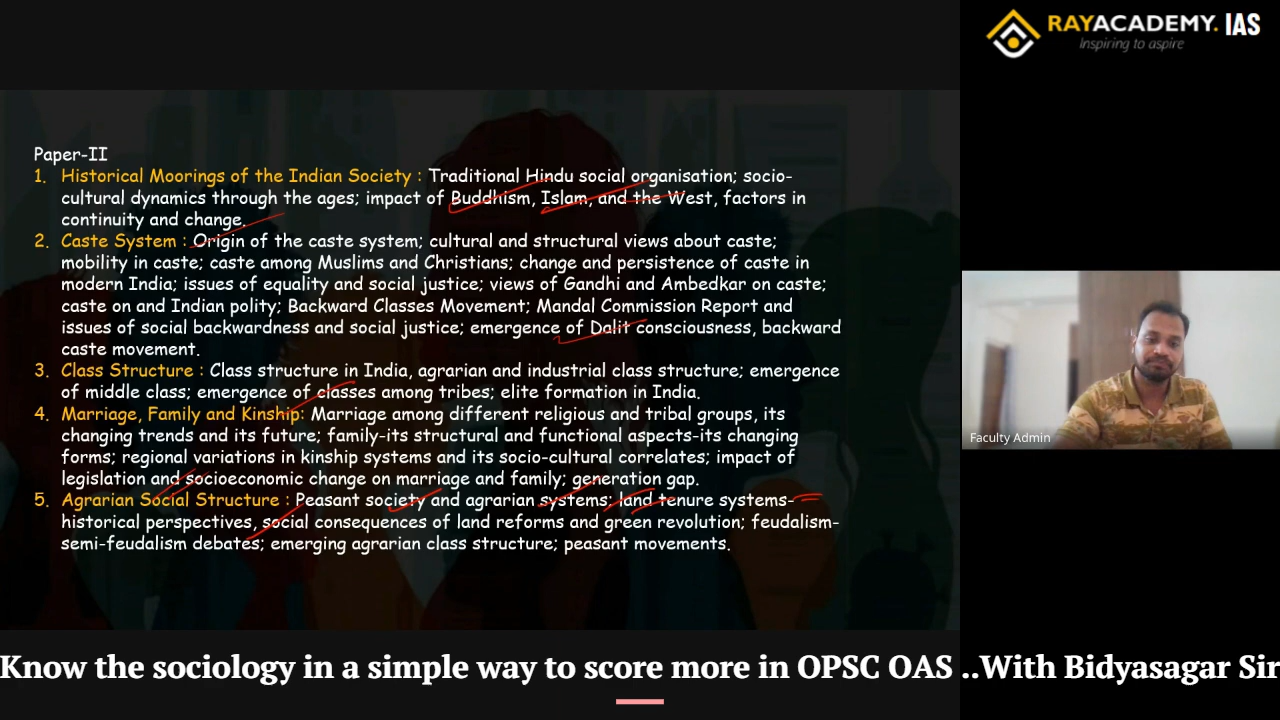 RAYACADEMY. IAS
Inspiring to aspire
Paper-II
1. Historical Moorings of the Indian Society : Traditional Hindu social organisation; socio-
cultural dynamics through the ages; impact of Buddhism, Islam, and the West, factors in
continuity and change.
2. Caste System : Origin of the caste system; cultural and structural views about caste;
mobility in caste; caste among Muslims and Christians; change and persistence of caste in
modern India; issues of equality and social justice; views of Gandhi and Ambedkar on caste;
caste on and Indian polity; Backward Classes Movement; Mandal Commission Report and
issues of social backwardness and social justice; emergence of Dalit consciousness, backward
caste movement.
3. Class Structure : Class structure in India, agrarian and industrial class structure; emergence
of middle class; emergence of classes among tribes; elite formation in India.
4. Marriage, Family and Kinship: Marriage among different religious and tribal groups, its
changing trends and its future; family-its structural and functional aspects-its changing
forms; regional variations in kinship systems and its socio-cultural correlates; impact of
legislation and socioeconomic change on marriage and family; generation gap.
5. Agrarian Social Structure : Peasant society and agrarian systems; land tenure systems-
historical perspectives, social consequences of land reforms and green revolution; feudalism-
semi-feudalism debates; emerging agrarian class structure; peasant movements.
Faculty Admin
Know the sociology in a simple way to score more in OPSC OAS ..With Bidyasagar Sir